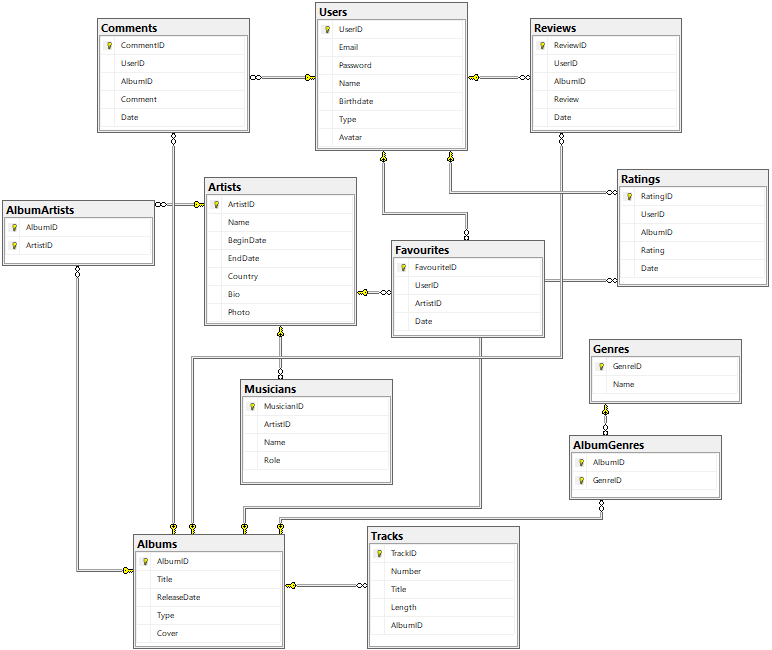 Comments
CommentID
UserID
AlbumID
Comment
Date
Users
UserID
Email
Password
Name
Birthdate
Type
Avatar
Reviews
ReviewID
UserID
AlbumID
Review
Date
AlbumArtists
AlbumID
ArtistID
Artists
ArtistID
Name
BeginDate
EndDate
Country
Bio
Photo
Favourites
FavouriteID
UserID
ArtistID
Date
Ratings
RatingID
UserID
AlbumID
Rating
Date
Musicians
MusicianID
ArtistID
Name
Role
Genres
GenreID
Name
AlbumGenres
AlbumID
GenreID
Albums
AlbumID
Title
ReleaseDate
Type
Cover
Tracks
TrackID
Number
Title
Length
AlbumID